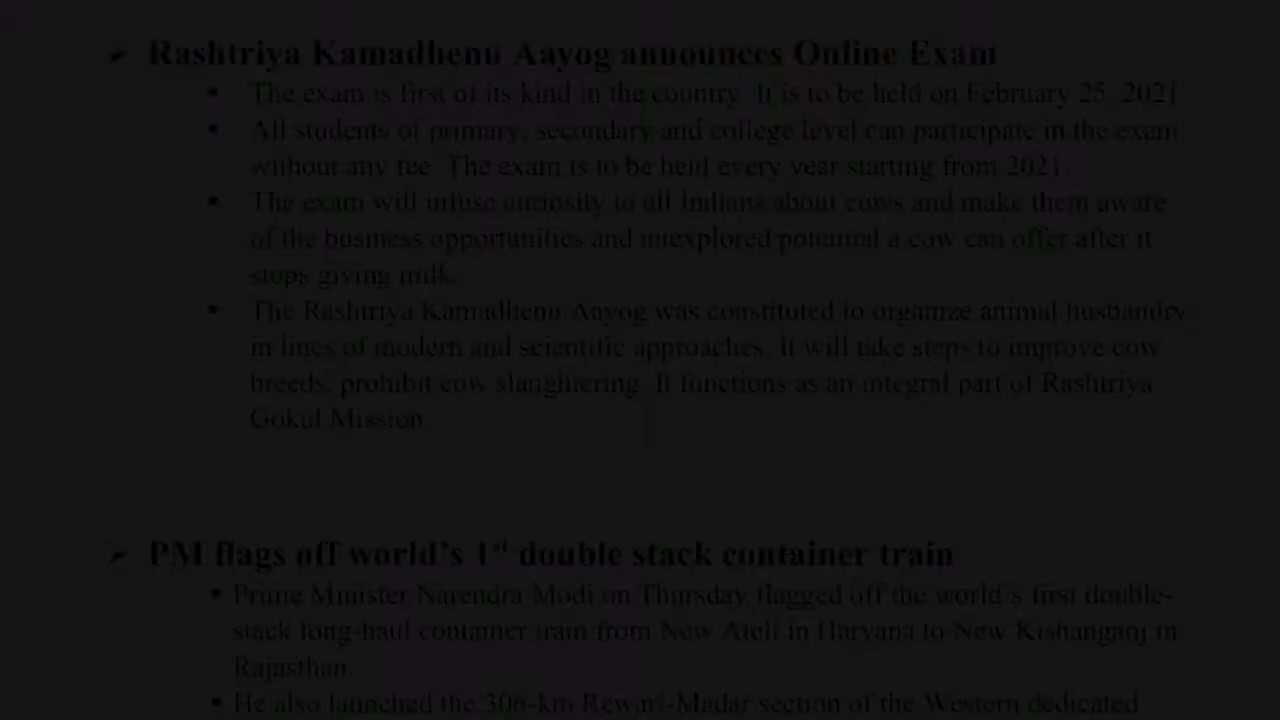 ➢ Rashtriya Kamadhenu Aayog announces Online Exam
▪ The exam is first of its kind in the country. It is to be held on February 25, 2021.
▪ All students of primary, secondary and college level can participate in the exam
without any fee. The exam is to be held every year starting from 2021.
▪ The exam will infuse curiosity to all Indians about cows and make them aware
of the business opportunities and unexplored potential a cow can offer after it
stops giving milk.
▪ The Rashtriya Kamadhenu Aayog was constituted to organize animal husbandry
in lines of modern and scientific approaches. It will take steps to improve cow
breeds, prohibit cow slaughtering. It functions as an integral part of Rashtriya
Gokul Mission.
➢ PM flags off world's 1st double stack container train
• Prime Minister Narendra Modi on Thursday flagged off the world's first double-
stack long-haul container train from New Ateli in Haryana to New Kishanganj in
Rajasthan.
• He also launched the 306-km Rewari-Madar section of the Western dedicated